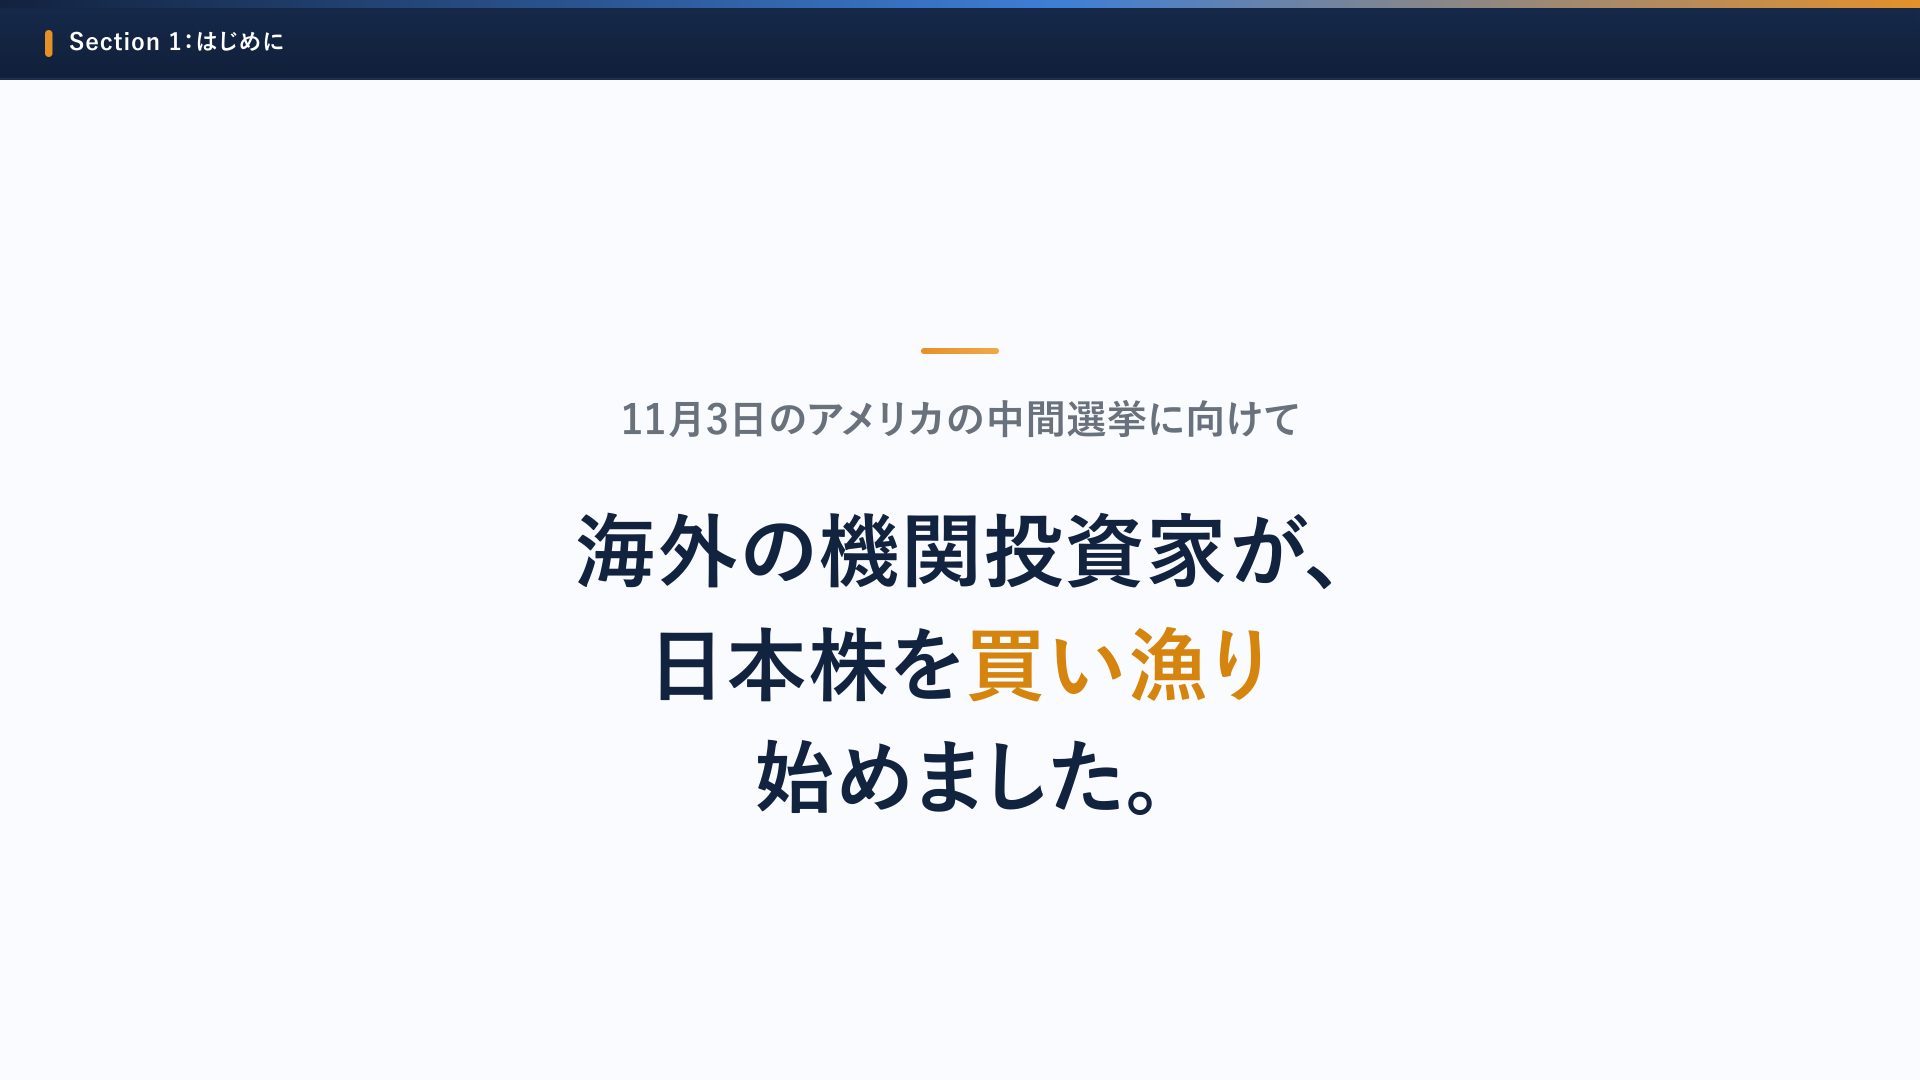 Section 1：はじめに
11月3日のアメリカの中間選挙に向けて
海外の機関投資家が、
日本株を買い漁り
始めました。